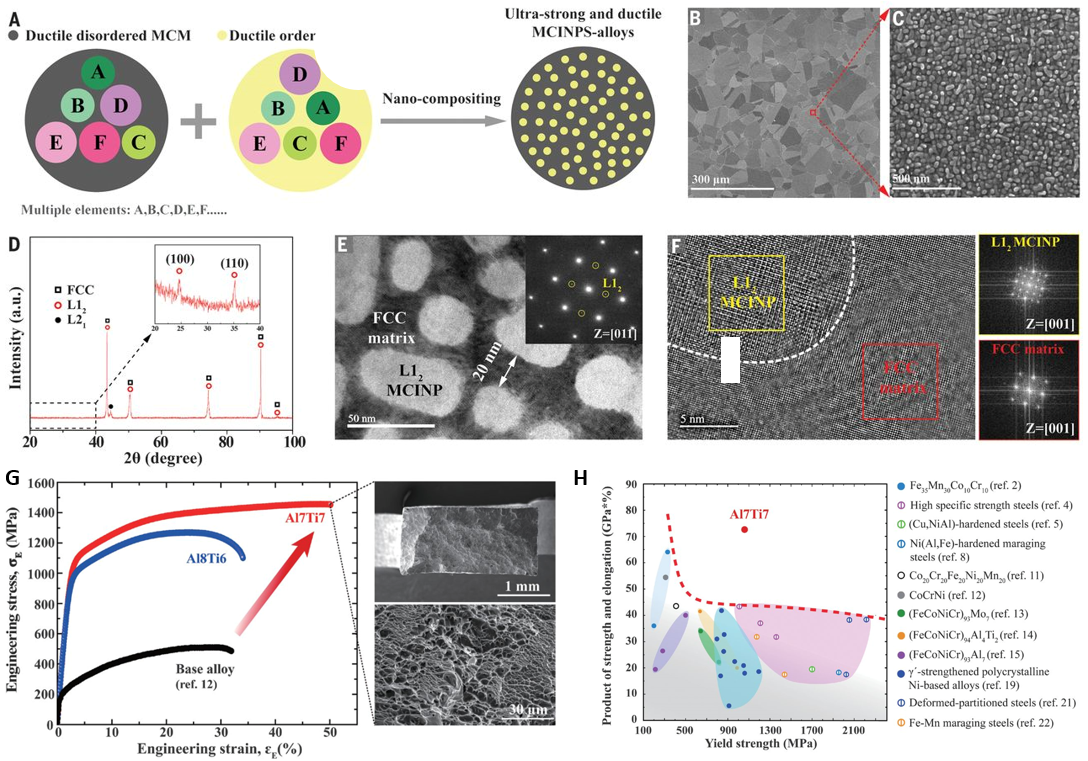 A
Ductile disordered MCM
Ductile order
Ultra-strong and ductile
MCINPS-alloys
A
B
D
E
F
C
D
B
A
E
C
F
Nano-compositing
Multiple elements: A,B,C,D,E,F......
B
300 µm
C
500 nm
D
Intensity (a.u.)
FCC
L1₂
L2₁
(100)
(110)
20 25 30 35 40
20 40 60 80 100
2θ (degree)
E
FCC
matrix
L1₂
MCINP
20 nm
L1₂
Z=[011]
50 nm
F
L1₂
MCINP
FCC
matrix
5 nm
L1₂ MCINP
Z=[001]
FCC matrix
Z=[001]
G
Engineering stress, σE (MPa)
1600
1400
1200
1000
800
600
400
200
0
0 5 10 15 20 25 30 35 40 45 50 55
Engineering strain, εE(%)
Al7Ti7
Al8Ti6
Base alloy
(ref. 12)
1 mm
30 µm
H
Product of strength and elongation (GPa*%)
90
80
70
60
50
40
30
20
10
0
100 500 900 1300 1700 2100
Yield strength (MPa)
Al7Ti7
Fe₃₅Mn₃₀Co₁₀Cr₁₀ (ref. 2)
High specific strength steels (ref. 4)
(Cu,NiAl)-hardened steels (ref. 5)
Ni(Al,Fe)-hardened maraging
steels (ref. 8)
Co₂₀Cr₂₀Fe₂₀Ni₂₀Mn₂₀ (ref. 11)
CoCrNi (ref. 12)
(FeCoNiCr)₉₃Mo₇ (ref. 13)
(FeCoNiCr)₉₄Al₄Ti₂ (ref. 14)
(FeCoNiCr)₉₃Al₇ (ref. 15)
γ´-strengthened polycrystalline
Ni-based alloys (ref. 19)
Deformed-partitioned steels (ref. 21)
Fe-Mn maraging steels (ref. 22)